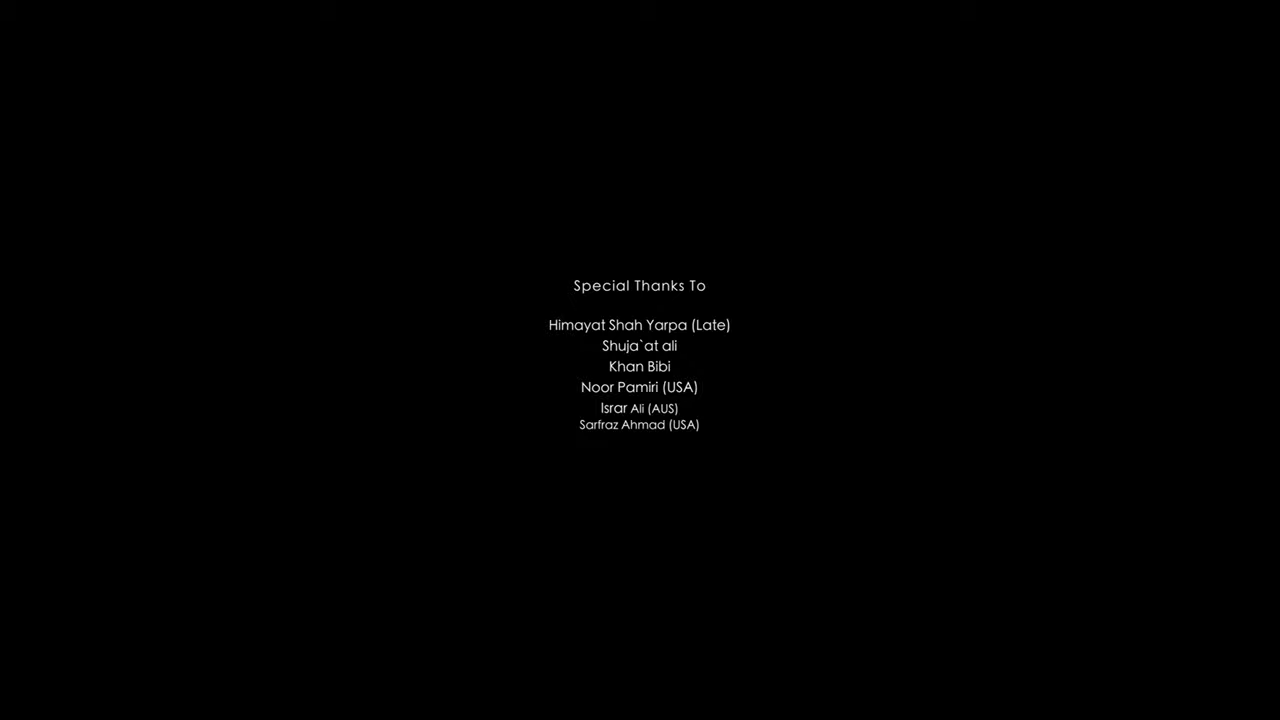 Special Thanks To
Himayat Shah Yarpa (Late)
Shuja`at ali
Khan Bibi
Noor Pamiri (USA)
Israr Ali (AUS)
Sarfraz Ahmad (USA)